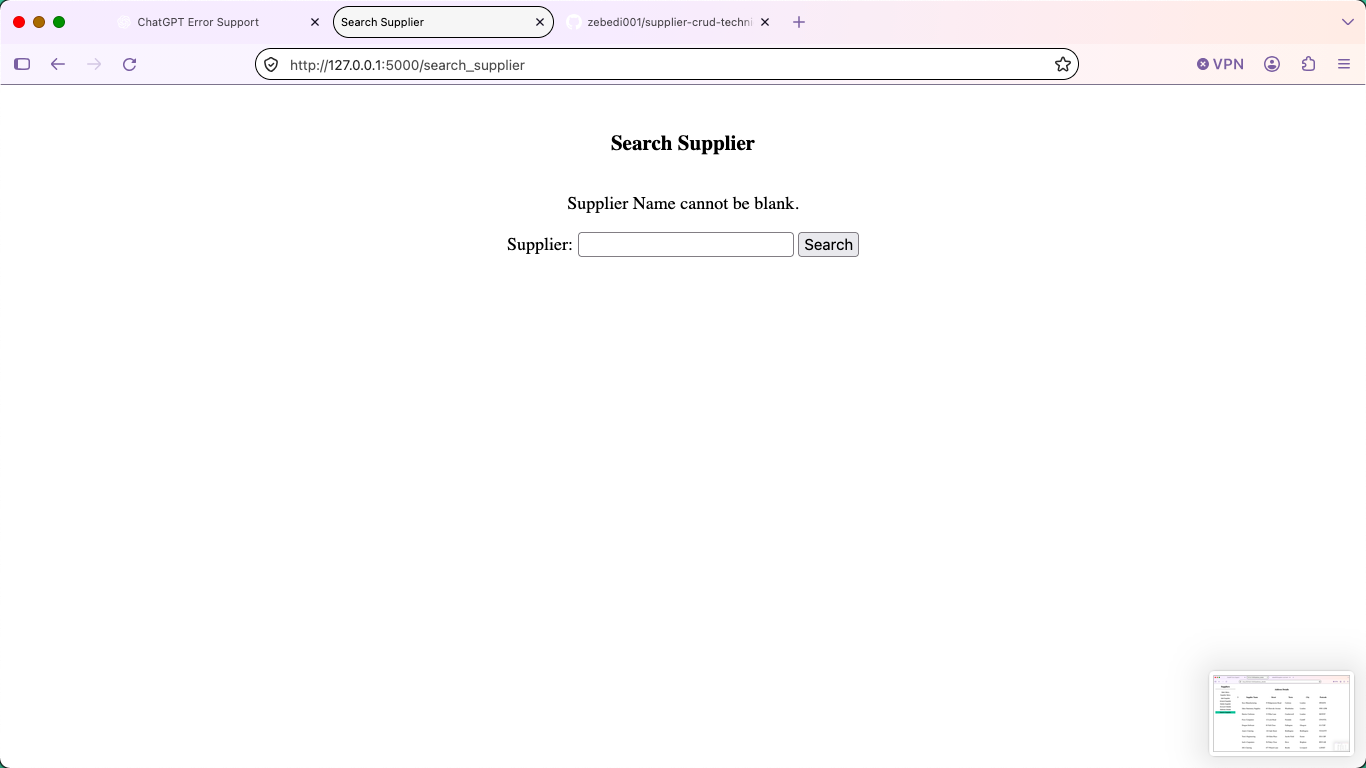 ChatGPT Error Support
Search Supplier
zebedi001/supplier-crud-techni
http://127.0.0.1:5000/search_supplier
VPN
Search Supplier
Supplier Name cannot be blank.
Supplier:
Search